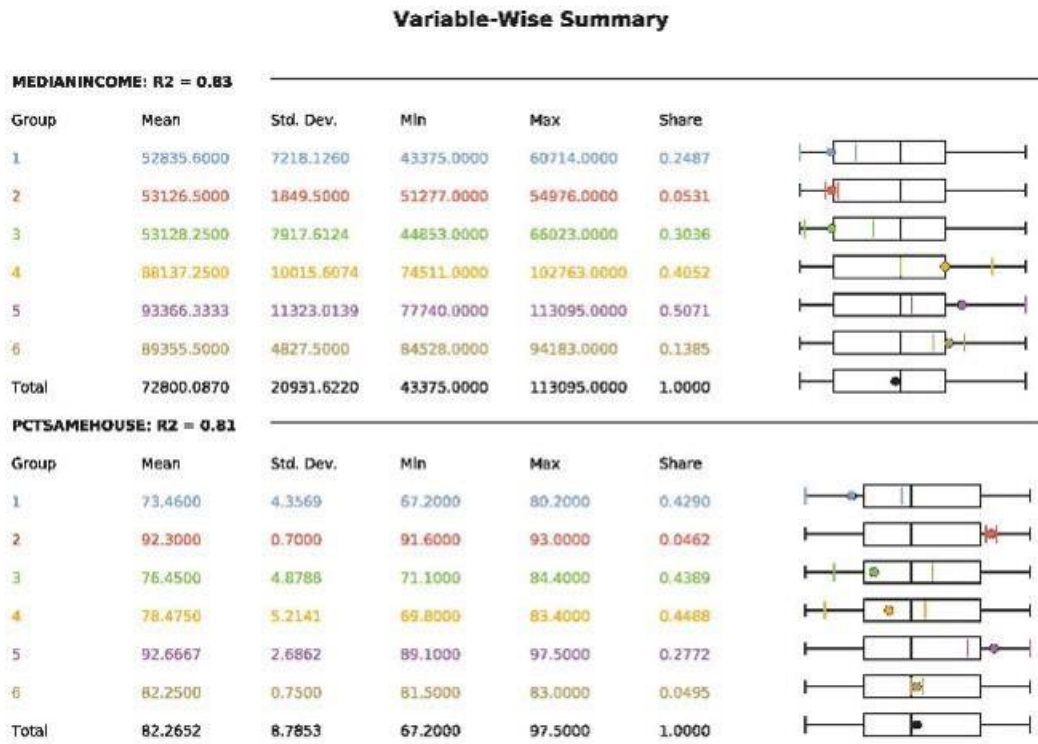 Variable-Wise Summary
MEDIANINCOME: R2 = 0.83
Group Mean Std. Dev. Min Max Share
1 52835.6000 7218.1260 43375.0000 60714.0000 0.2487
2 53126.5000 1849.5000 51277.0000 54976.0000 0.0531
3 53128.2500 7917.6124 44853.0000 66023.0000 0.3036
4 88137.2500 10015.6074 74511.0000 102763.0000 0.4052
5 93366.3333 11323.0139 77740.0000 113095.0000 0.5071
6 89355.5000 4827.5000 84528.0000 94183.0000 0.1385
Total 72800.0870 20931.6220 43375.0000 113095.0000 1.0000
PCTSAMEHOUSE: R2 = 0.81
Group Mean Std. Dev. Min Max Share
1 73.4600 4.3569 67.2000 80.2000 0.4290
2 92.3000 0.7000 91.6000 93.0000 0.0462
3 76.4500 4.8788 71.1000 84.4000 0.4389
4 78.4750 5.2141 69.8000 83.4000 0.4488
5 92.6667 2.6862 89.1000 97.5000 0.2772
6 82.2500 0.7500 81.5000 83.0000 0.0495
Total 82.2652 8.7853 67.2000 97.5000 1.0000